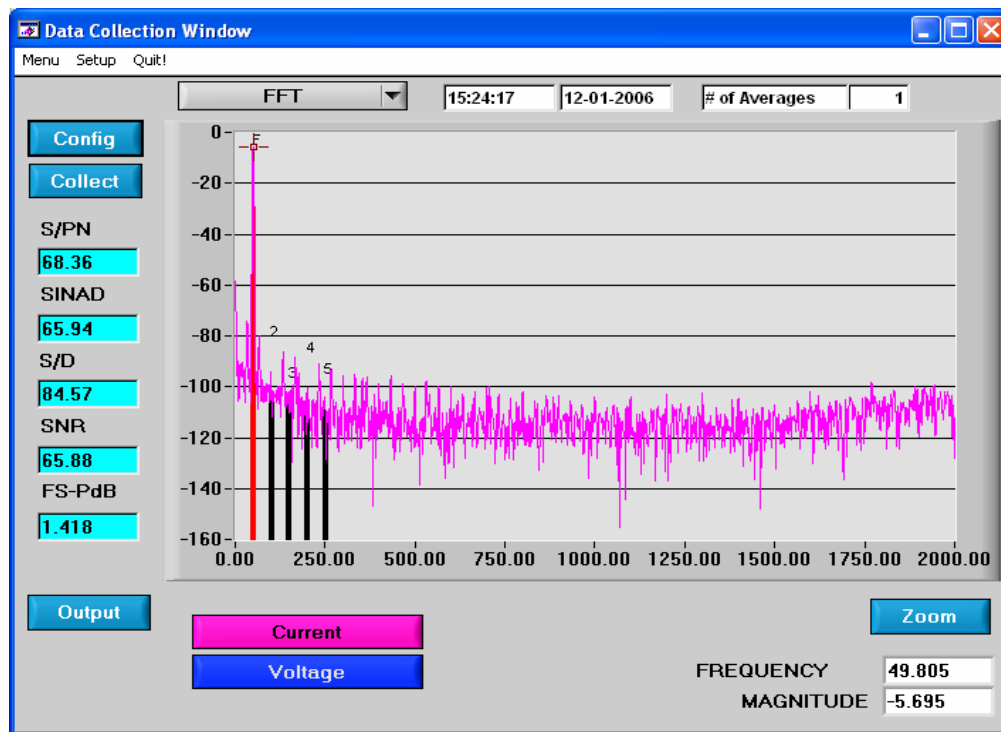 Data Collection Window
Menu Setup Quit!
FFT 15:24:17 12-01-2006 # of Averages 1
Config
Collect
S/PN
68.36
SINAD
65.94
S/D
84.57
SNR
65.88
FS-PdB
1.418
Output
0
-20
-40
-60
-80
-100
-120
-140
-160
F
2
3
4
5
0.00 250.00 500.00 750.00 1000.00 1250.00 1500.00 1750.00 2000.00
Current
Voltage
Zoom
FREQUENCY 49.805
MAGNITUDE -5.695